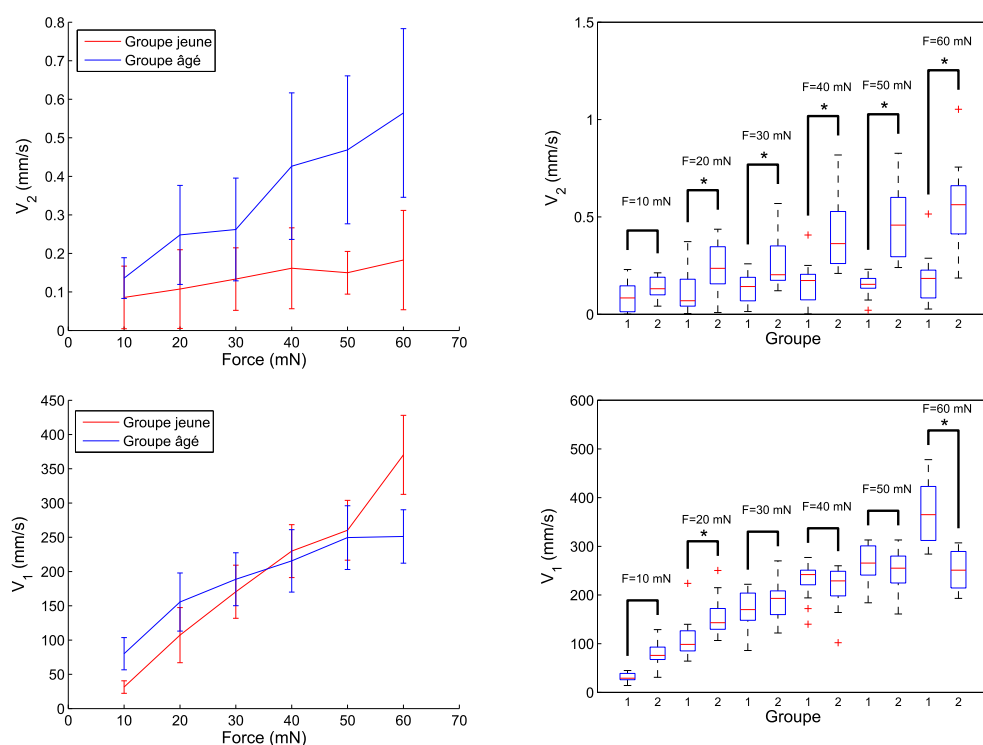 0.8
0.7
0.6
0.5
0.4
0.3
0.2
0.1
0
V2 (mm/s)
Groupe jeune
Groupe âgé
0 10 20 30 40 50 60 70
Force (mN)
1.5
1
0.5
0
V2 (mm/s)
F=10 mN
F=20 mN
*
F=30 mN
*
F=40 mN
*
F=50 mN
*
F=60 mN
*
1 2 1 2 1 2 1 2 1 2 1 2
Groupe
450
400
350
300
250
200
150
100
50
0
V1 (mm/s)
Groupe jeune
Groupe âgé
0 10 20 30 40 50 60 70
Force (mN)
600
500
400
300
200
100
0
V1 (mm/s)
F=10 mN
F=20 mN
*
F=30 mN
F=40 mN
F=50 mN
F=60 mN
*
1 2 1 2 1 2 1 2 1 2 1 2
Groupe